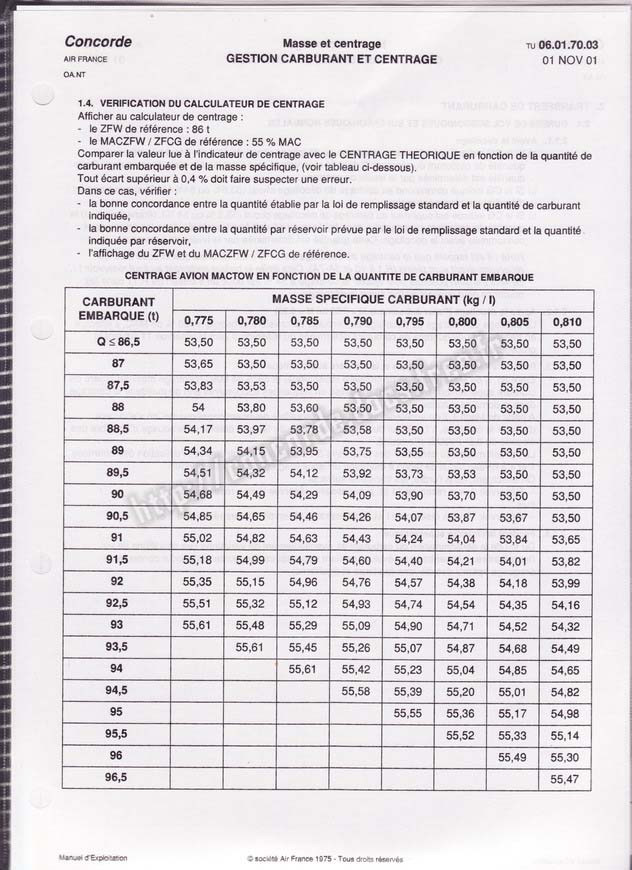 Concorde
Masse et centrage
TU 06.01.70.03
AIR FRANCE
GESTION CARBURANT ET CENTRAGE
01 NOV 01
OA.NT
1.4. VERIFICATION DU CALCULATEUR DE CENTRAGE
Afficher au calculateur de centrage :
- le ZFW de référence : 86 t
- le MACZFW / ZFCG de référence : 55 % MAC
Comparer la valeur lue à l'indicateur de centrage avec le CENTRAGE THEORIQUE en fonction de la quantité de
carburant embarquée et de la masse spécifique, (voir tableau ci-dessous).
Tout écart supérieur à 0,4 % doit faire suspecter une erreur.
Dans ce cas, vérifier :
- la bonne concordance entre la quantité établie par la loi de remplissage standard et la quantité de carburant
indiquée,
- la bonne concordance entre la quantité par réservoir prévue par le loi de remplissage standard et la quantité
indiquée par réservoir,
- l'affichage du ZFW et du MACZFW / ZFCG de référence.
CENTRAGE AVION MACTOW EN FONCTION DE LA QUANTITE DE CARBURANT EMBARQUE
CARBURANT EMBARQUE (t)
MASSE SPECIFIQUE CARBURANT (kg / l)
0,775 0,780 0,785 0,790 0,795 0,800 0,805 0,810
Q ≤ 86,5 53,50 53,50 53,50 53,50 53,50 53,50 53,50 53,50
87 53,65 53,50 53,50 53,50 53,50 53,50 53,50 53,50
87,5 53,83 53,53 53,50 53,50 53,50 53,50 53,50 53,50
88 54 53,80 53,60 53,50 53,50 53,50 53,50 53,50
88,5 54,17 53,97 53,78 53,58 53,50 53,50 53,50 53,50
89 54,34 54,15 53,95 53,75 53,55 53,50 53,50 53,50
89,5 54,51 54,32 54,12 53,92 53,73 53,53 53,50 53,50
90 54,68 54,49 54,29 54,09 53,90 53,70 53,50 53,50
90,5 54,85 54,65 54,46 54,26 54,07 53,87 53,67 53,50
91 55,02 54,82 54,63 54,43 54,24 54,04 53,84 53,65
91,5 55,18 54,99 54,79 54,60 54,40 54,21 54,01 53,82
92 55,35 55,15 54,96 54,76 54,57 54,38 54,18 53,99
92,5 55,51 55,32 55,12 54,93 54,74 54,54 54,35 54,16
93 55,61 55,48 55,29 55,09 54,90 54,71 54,52 54,32
93,5 55,61 55,45 55,26 55,07 54,87 54,68 54,49
94 55,61 55,42 55,23 55,04 54,85 54,65
94,5 55,58 55,39 55,20 55,01 54,82
95 55,55 55,36 55,17 54,98
95,5 55,52 55,33 55,14
96 55,49 55,30
96,5 55,47
Manuel d'Exploitation
© société Air France 1975 - Tous droits réservés